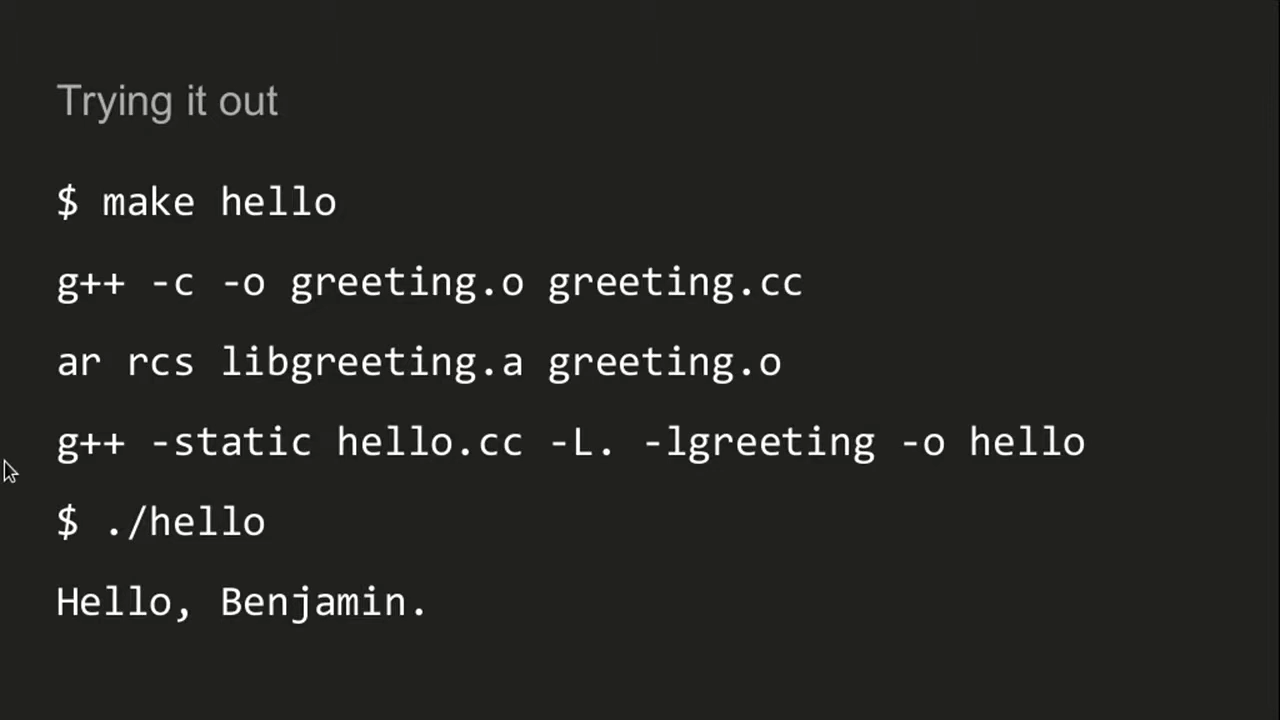 Trying it out
$ make hello
g++ -c -o greeting.o greeting.cc
ar rcs libgreeting.a greeting.o
g++ -static hello.cc -L. -lgreeting -o hello
$ ./hello
Hello, Benjamin.